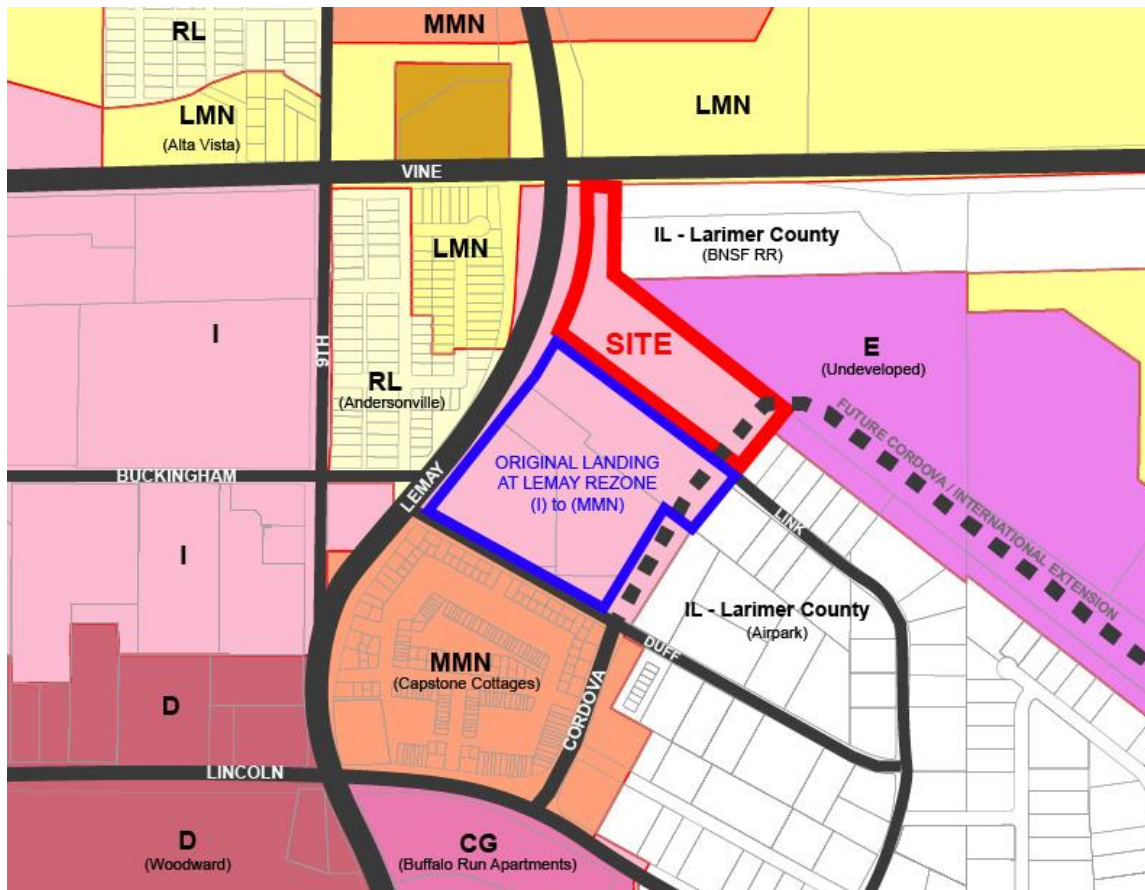 RL
MMN
LMN
(Alta Vista)
LMN
VINE
LMN
IL - Larimer County
(BNSF RR)
I
9TH
SITE
E
(Undeveloped)
RL
(Andersonville)
FUTURE CORDOVA / INTERNATIONAL EXTENSION
BUCKINGHAM
LEMAY
ORIGINAL LANDING
AT LEMAY REZONE
(I) to (MMN)
LINK
I
IL - Larimer County
(Airpark)
DUFF
MMN
(Capstone Cottages)
CORDOVA
D
LINCOLN
D
(Woodward)
CG
(Buffalo Run Apartments)